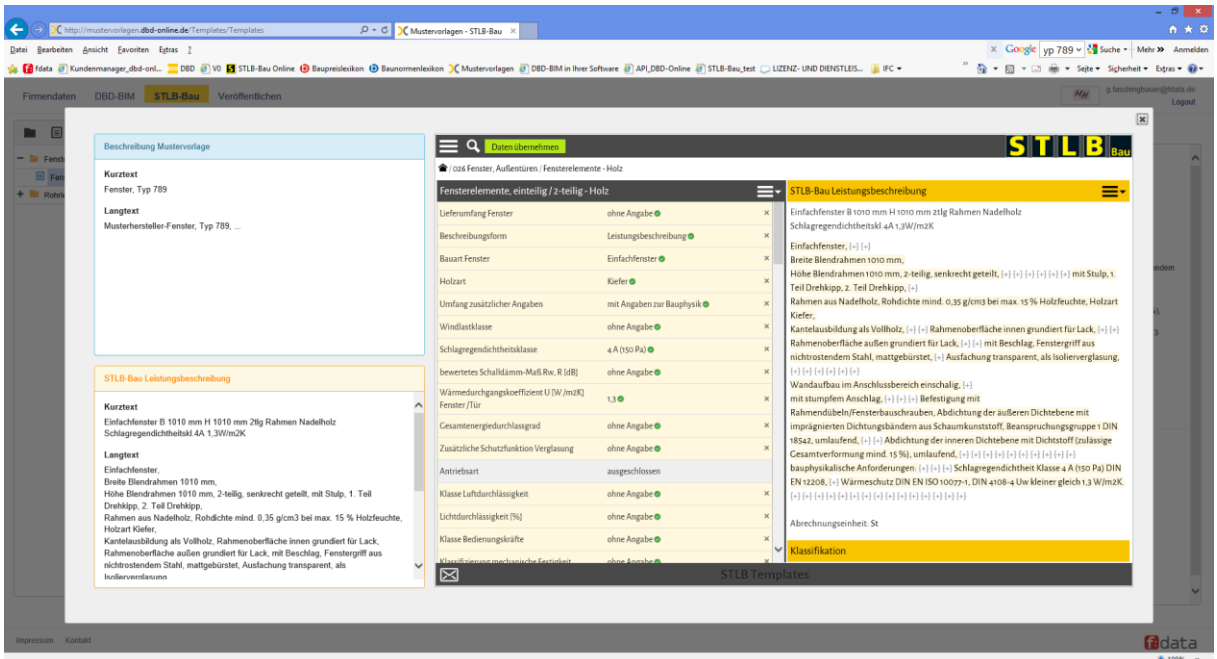 http://mustervorlagen.dbd-online.de/Templates/Templates
Mustervorlagen - STLB-Bau
Datei Bearbeiten Ansicht Favoriten Extras ?
Google yp 789 Suche Mehr >> Anmelden
fdata Kundenmanager_dbd-onl... DBD V0 STLB-Bau Online Baupreislexikon Baunormenlexikon Mustervorlagen DBD-BIM in Ihrer Software API_DBD-Online STLB-Bau_test LIZENZ- UND DIENSTLEIS... IFC
Seite Sicherheit Extras
Firmendaten DBD-BIM STLB-Bau Veröffentlichen
g.faschingbauer@fdata.de
Logout
Fenst
Fen
Beschreibung Mustervorlage
Kurztext
Fenster, Typ 789
Langtext
Musterhersteller-Fenster, Typ 789, ...
STLB-Bau Leistungsbeschreibung
Kurztext
Einfachfenster B 1010 mm H 1010 mm 2tlg Rahmen Nadelholz
Schlagregendichtheitskl.4A 1,3W/m2K
Langtext
Einfachfenster,
Breite Blendrahmen 1010 mm,
Höhe Blendrahmen 1010 mm, 2-teilig, senkrecht geteilt, mit Stulp, 1. Teil
Drehkipp, 2. Teil Drehkipp,
Rahmen aus Nadelholz, Rohdichte mind. 0,35 g/cm3 bei max. 15 % Holzfeuchte,
Holzart Kiefer,
Kantelausbildung als Vollholz, Rahmenoberfläche innen grundiert für Lack,
Rahmenoberfläche außen grundiert für Lack, mit Beschlag, Fenstergriff aus
nichtrostendem Stahl, mattgebürstet, Ausfachung transparent, als
Isolierverglasung
Daten übernehmen
STLB Bau
/ 026 Fenster, Außentüren / Fensterelemente - Holz
Fensterelemente, einteilig / 2-teilig - Holz
Lieferumfang Fenster ohne Angabe
Beschreibungsform Leistungsbeschreibung
Bauart Fenster Einfachfenster
Holzart Kiefer
Umfang zusätzlicher Angaben mit Angaben zur Bauphysik
Windlastklasse ohne Angabe
Schlagregendichtheitsklasse 4 A (150 Pa)
bewertetes Schalldämm-Maß Rw, R [dB] ohne Angabe
Wärmedurchgangskoeffizient U [W /m2K]
Fenster /Tür 1,3
Gesamtenergiedurchlassgrad ohne Angabe
Zusätzliche Schutzfunktion Verglasung ohne Angabe
Antriebsart ausgeschlossen
Klasse Luftdurchlässigkeit ohne Angabe
Lichtdurchlässigkeit [%] ohne Angabe
Klasse Bedienungskräfte ohne Angabe
Klassifizierung mechanische Festigkeit ohne Angabe
STLB-Bau Leistungsbeschreibung
Einfachfenster B 1010 mm H 1010 mm 2tlg Rahmen Nadelholz
Schlagregendichtheitskl.4A 1,3W/m2K
Einfachfenster, [+] [+]
Breite Blendrahmen 1010 mm,
Höhe Blendrahmen 1010 mm, 2-teilig, senkrecht geteilt, [+] [+] [+] [+] [+] [+] mit Stulp, 1.
Teil Drehkipp, 2. Teil Drehkipp, [+]
Rahmen aus Nadelholz, Rohdichte mind. 0,35 g/cm3 bei max. 15 % Holzfeuchte, Holzart
Kiefer,
Kantelausbildung als Vollholz, [+] [+] Rahmenoberfläche innen grundiert für Lack, [+] [+]
Rahmenoberfläche außen grundiert für Lack, [+] [+] mit Beschlag, Fenstergriff aus
nichtrostendem Stahl, mattgebürstet, [+] Ausfachung transparent, als Isolierverglasung,
[+] [+] [+] [+] [+] [+]
Wandaufbau im Anschlussbereich einschalig, [+]
mit stumpfem Anschlag, [+] [+] [+] Befestigung mit
Rahmendübeln/Fensterbauschrauben, Abdichtung der äußeren Dichtebene mit
imprägnierten Dichtungsbändern aus Schaumkunststoff, Beanspruchungsgruppe 1 DIN
18542, umlaufend, [+] [+] Abdichtung der inneren Dichtebene mit Dichtstoff (zulässige
Gesamtverformung mind. 15 %), umlaufend, [+] [+] [+] [+] [+] [+] [+] [+] [+]
bauphysikalische Anforderungen: [+] [+] [+] Schlagregendichtheit Klasse 4 A (150 Pa) DIN
EN 12208, [+] Wärmeschutz DIN EN ISO 10077-1, DIN 4108-4 Uw kleiner gleich 1,3 W/m2K.
[+] [+] [+] [+] [+] [+] [+] [+] [+] [+] [+] [+]
Abrechnungseinheit: St
Klassifikation
STLB Templates
Impressum Kontakt
fdata
100%